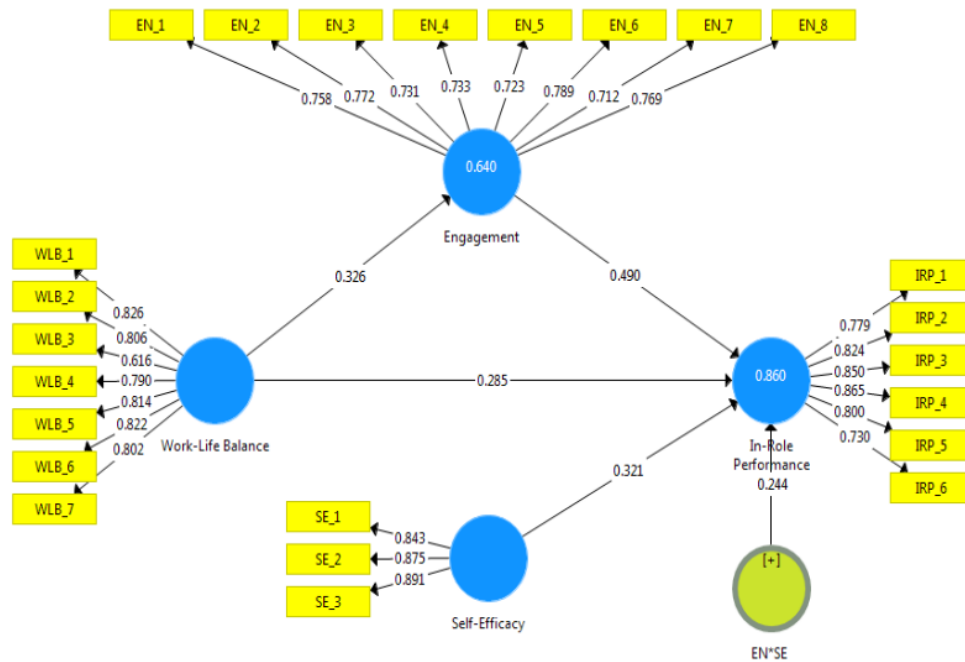 EN_1 EN_2 EN_3 EN_4 EN_5 EN_6 EN_7 EN_8
0.758 0.772 0.731 0.733 0.723 0.789 0.712 0.769
0.640
Engagement
0.326
0.490
WLB_1
WLB_2
WLB_3
WLB_4
WLB_5
WLB_6
WLB_7
0.826
0.806
0.616
0.790
0.814
0.822
0.802
Work-Life Balance
0.285
0.860
In-Role
Performance
0.779
0.824
0.850
0.865
0.800
0.730
IRP_1
IRP_2
IRP_3
IRP_4
IRP_5
IRP_6
0.321
0.244
SE_1
SE_2
SE_3
0.843
0.875
0.891
Self-Efficacy
[+]
EN*SE